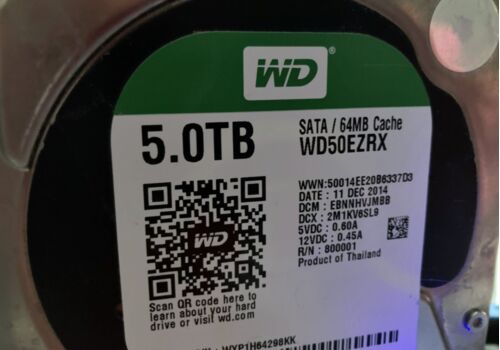 WD®
5.0TB
SATA / 64MB Cache
WD50EZRX
WWN:50014EE20B6337D3
DATE : 11 DEC 2014
DCM : EBNNHVJMBB
DCX : 2M1KV6SL9
5VDC : 0.60A
12VDC : 0.45A
R/N : 800001
Product of Thailand
WD
Scan QR code here to
learn about your hard
drive or visit wd.com
WXP1H64298KK